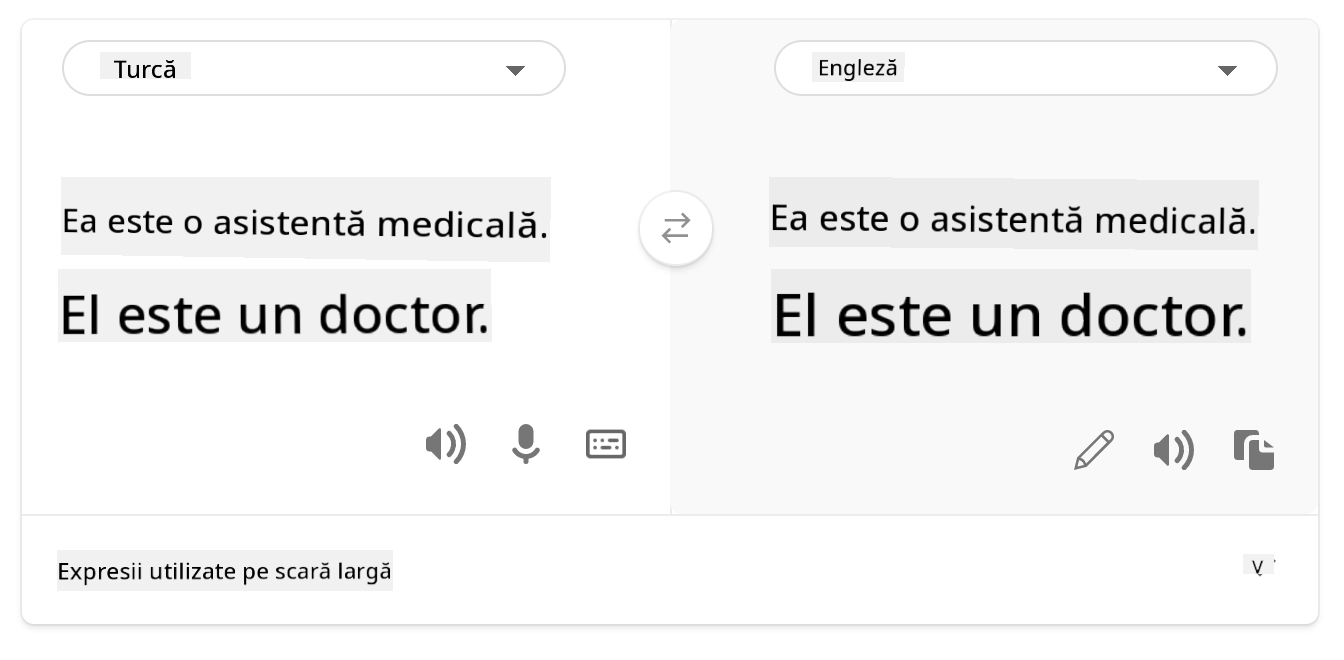 Turcă
Engleză
Ea este o asistentă medicală.
El este un doctor.
Ea este o asistentă medicală.
El este un doctor.
Expresii utilizate pe scară largă